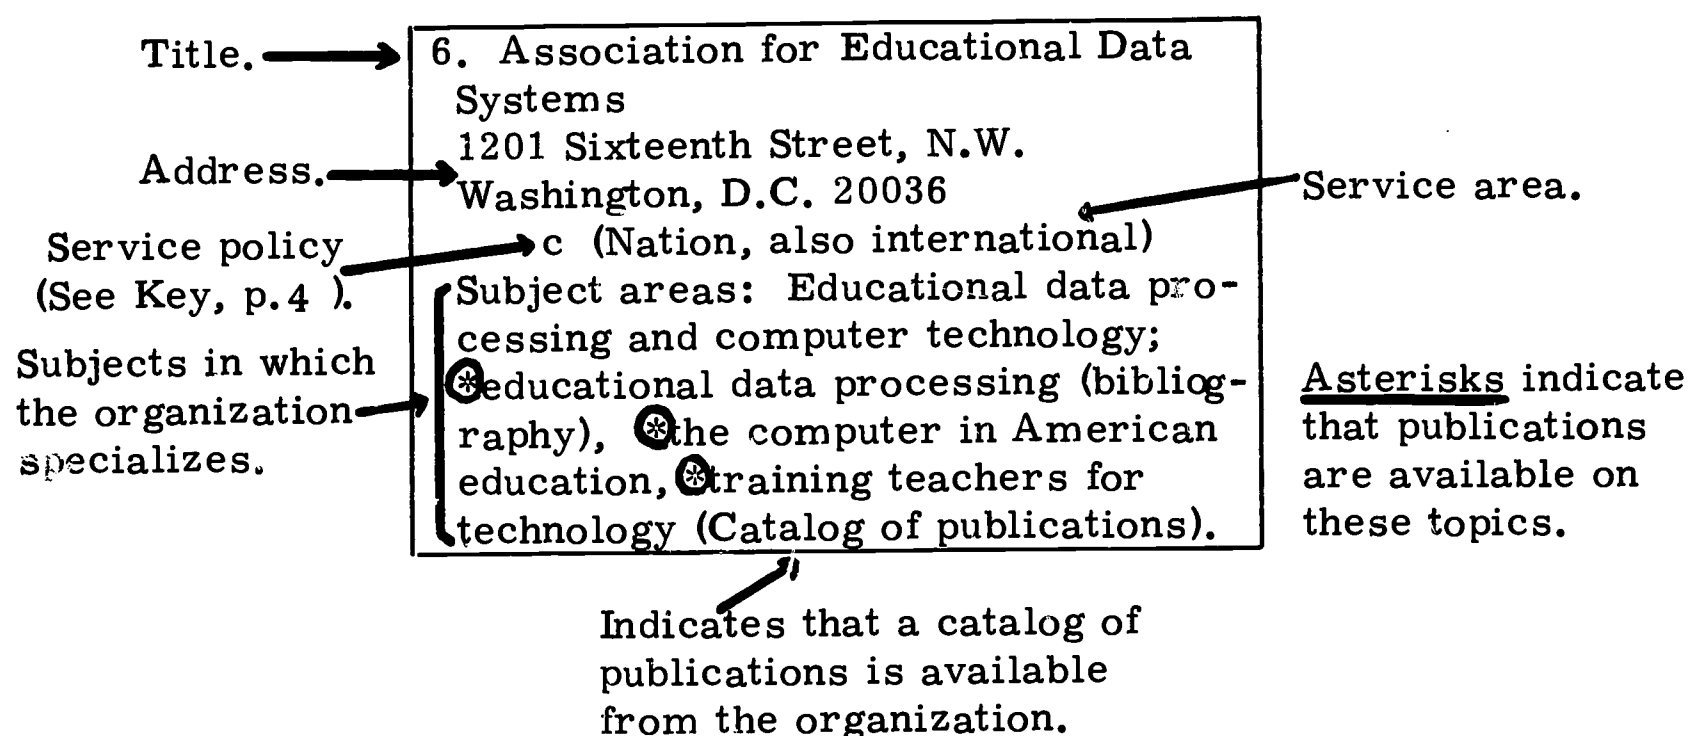 Title.
6. Association for Educational Data
Systems
1201 Sixteenth Street, N.W.
Address.
Washington, D.C. 20036
Service area.
Service policy
(See Key, p.4 ).
c (Nation, also international)
Subject areas: Educational data pro-
cessing and computer technology;
*educational data processing (bibliog-
raphy), *the computer in American
education, *training teachers for
technology (Catalog of publications).
Subjects in which
the organization
specializes.
Asterisks indicate
that publications
are available on
these topics.
Indicates that a catalog of
publications is available
from the organization.